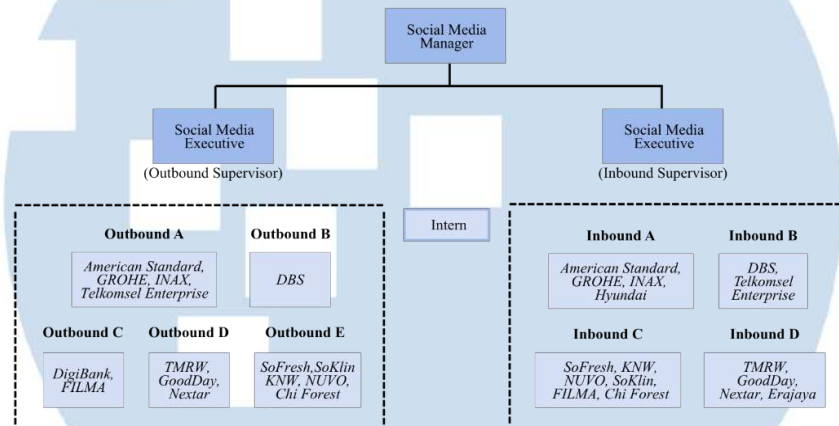 Social Media
Manager
Social Media
Executive
(Outbound Supervisor)
Social Media
Executive
(Inbound Supervisor)
Intern
Outbound A
American Standard,
GROHE, INAX,
Telkomsel Enterprise
Outbound B
DBS
Outbound C
DigiBank,
FILMA
Outbound D
TMRW,
GoodDay,
Nextar
Outbound E
SoFresh,SoKlin
KNW, NUVO,
Chi Forest
Inbound A
American Standard,
GROHE, INAX,
Hyundai
Inbound B
DBS,
Telkomsel
Enterprise
Inbound C
SoFresh, KNW,
NUVO, SoKlin,
FILMA, Chi Forest
Inbound D
TMRW,
GoodDay,
Nextar, Erajaya